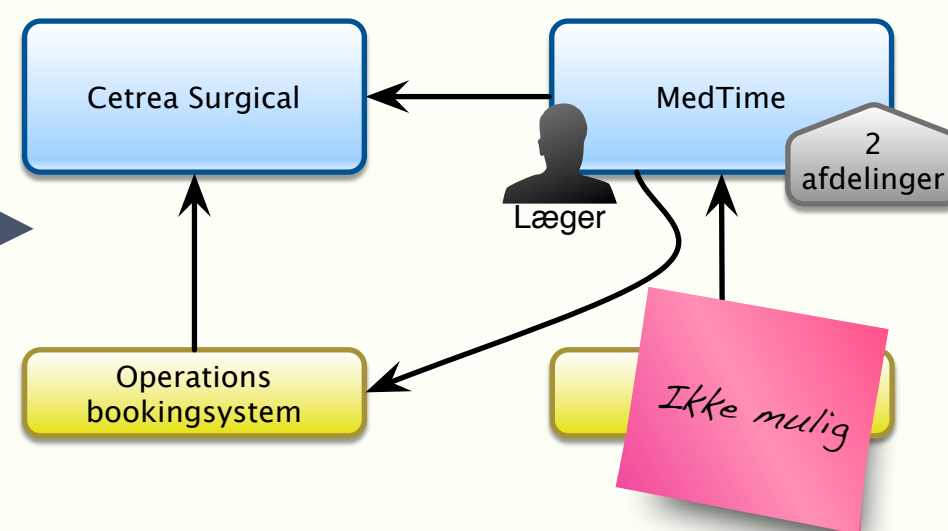 Cetrea Surgical
MedTime
2
afdelinger
Læger
Operations
bookingsystem
Ikke mulig